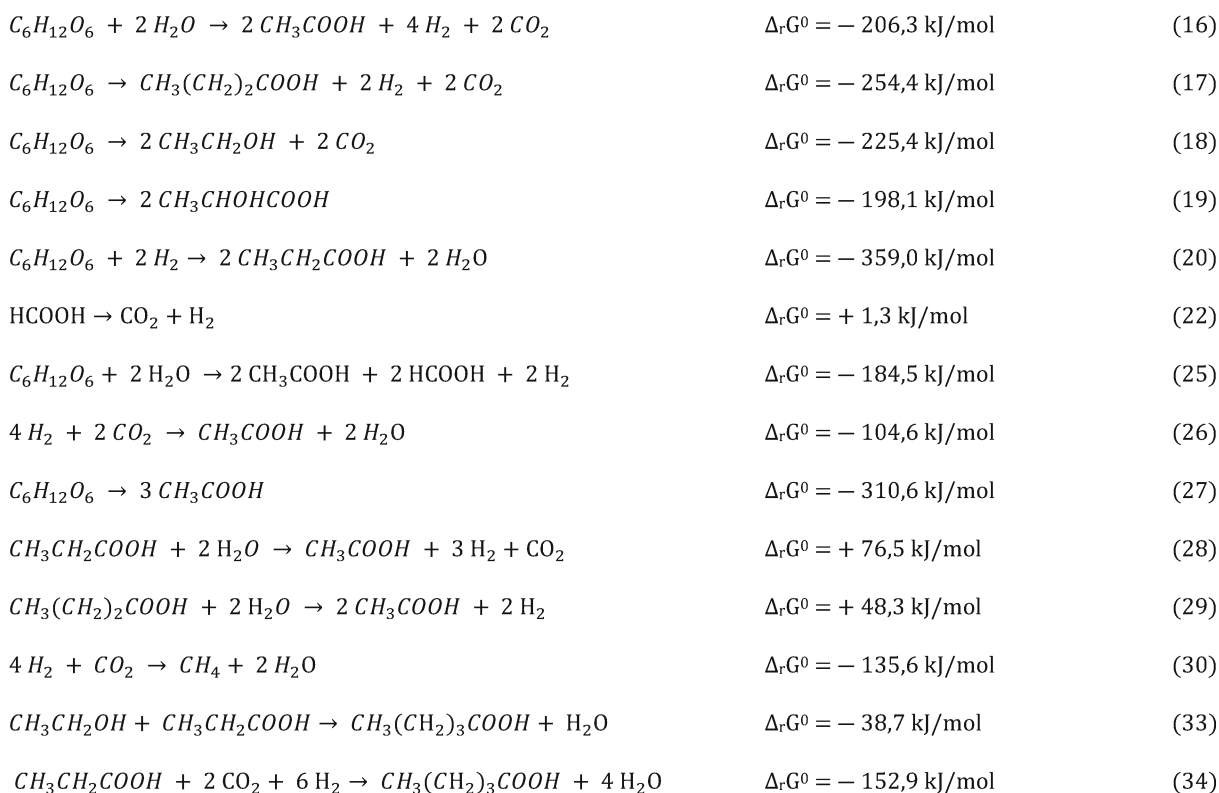 C₆H₁₂O₆ + 2 H₂O → 2 CH₃COOH + 4 H₂ + 2 CO₂ ΔᵣG⁰ = − 206,3 kJ/mol (16)
C₆H₁₂O₆ → CH₃(CH₂)₂COOH + 2 H₂ + 2 CO₂ ΔᵣG⁰ = − 254,4 kJ/mol (17)
C₆H₁₂O₆ → 2 CH₃CH₂OH + 2 CO₂ ΔᵣG⁰ = − 225,4 kJ/mol (18)
C₆H₁₂O₆ → 2 CH₃CHOHCOOH ΔᵣG⁰ = − 198,1 kJ/mol (19)
C₆H₁₂O₆ + 2 H₂ → 2 CH₃CH₂COOH + 2 H₂O ΔᵣG⁰ = − 359,0 kJ/mol (20)
HCOOH → CO₂ + H₂ ΔᵣG⁰ = + 1,3 kJ/mol (22)
C₆H₁₂O₆ + 2 H₂O → 2 CH₃COOH + 2 HCOOH + 2 H₂ ΔᵣG⁰ = − 184,5 kJ/mol (25)
4 H₂ + 2 CO₂ → CH₃COOH + 2 H₂O ΔᵣG⁰ = − 104,6 kJ/mol (26)
C₆H₁₂O₆ → 3 CH₃COOH ΔᵣG⁰ = − 310,6 kJ/mol (27)
CH₃CH₂COOH + 2 H₂O → CH₃COOH + 3 H₂ + CO₂ ΔᵣG⁰ = + 76,5 kJ/mol (28)
CH₃(CH₂)₂COOH + 2 H₂O → 2 CH₃COOH + 2 H₂ ΔᵣG⁰ = + 48,3 kJ/mol (29)
4 H₂ + CO₂ → CH₄ + 2 H₂O ΔᵣG⁰ = − 135,6 kJ/mol (30)
CH₃CH₂OH + CH₃CH₂COOH → CH₃(CH₂)₃COOH + H₂O ΔᵣG⁰ = − 38,7 kJ/mol (33)
CH₃CH₂COOH + 2 CO₂ + 6 H₂ → CH₃(CH₂)₃COOH + 4 H₂O ΔᵣG⁰ = − 152,9 kJ/mol (34)